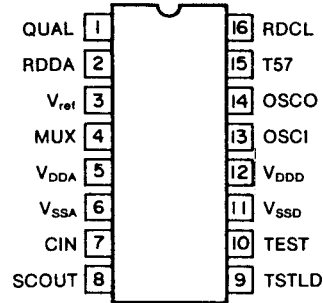 QUAL 1 16 RDCL
RDDA 2 15 T57
Vref 3 14 OSCO
MUX 4 13 OSCI
VDDA 5 12 VDDD
VSSA 6 11 VSSD
CIN 7 10 TEST
SCOUT 8 9 TSTLD